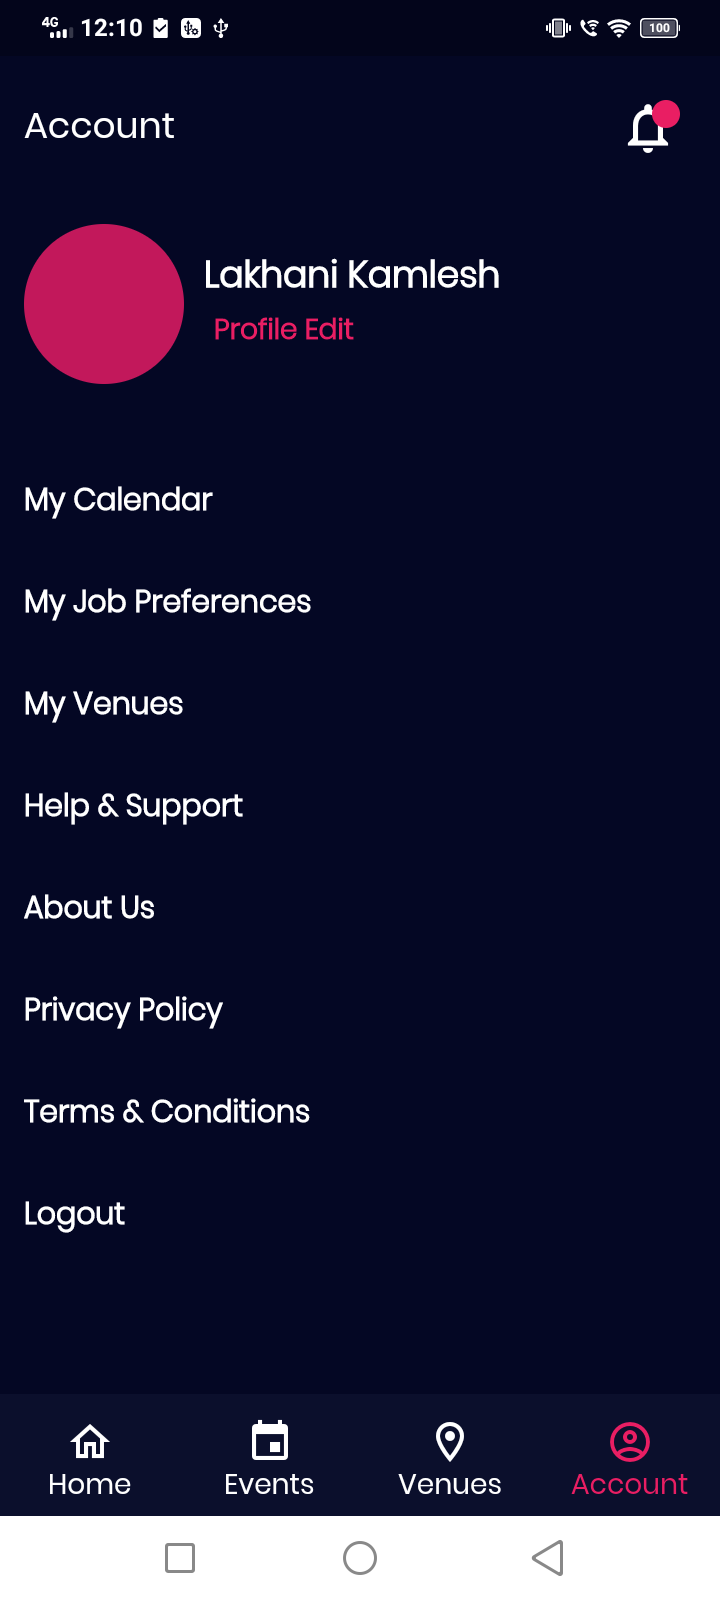 4G 12:10 100
Account
Lakhani Kamlesh
Profile Edit
My Calendar
My Job Preferences
My Venues
Help & Support
About Us
Privacy Policy
Terms & Conditions
Logout
Home Events Venues Account